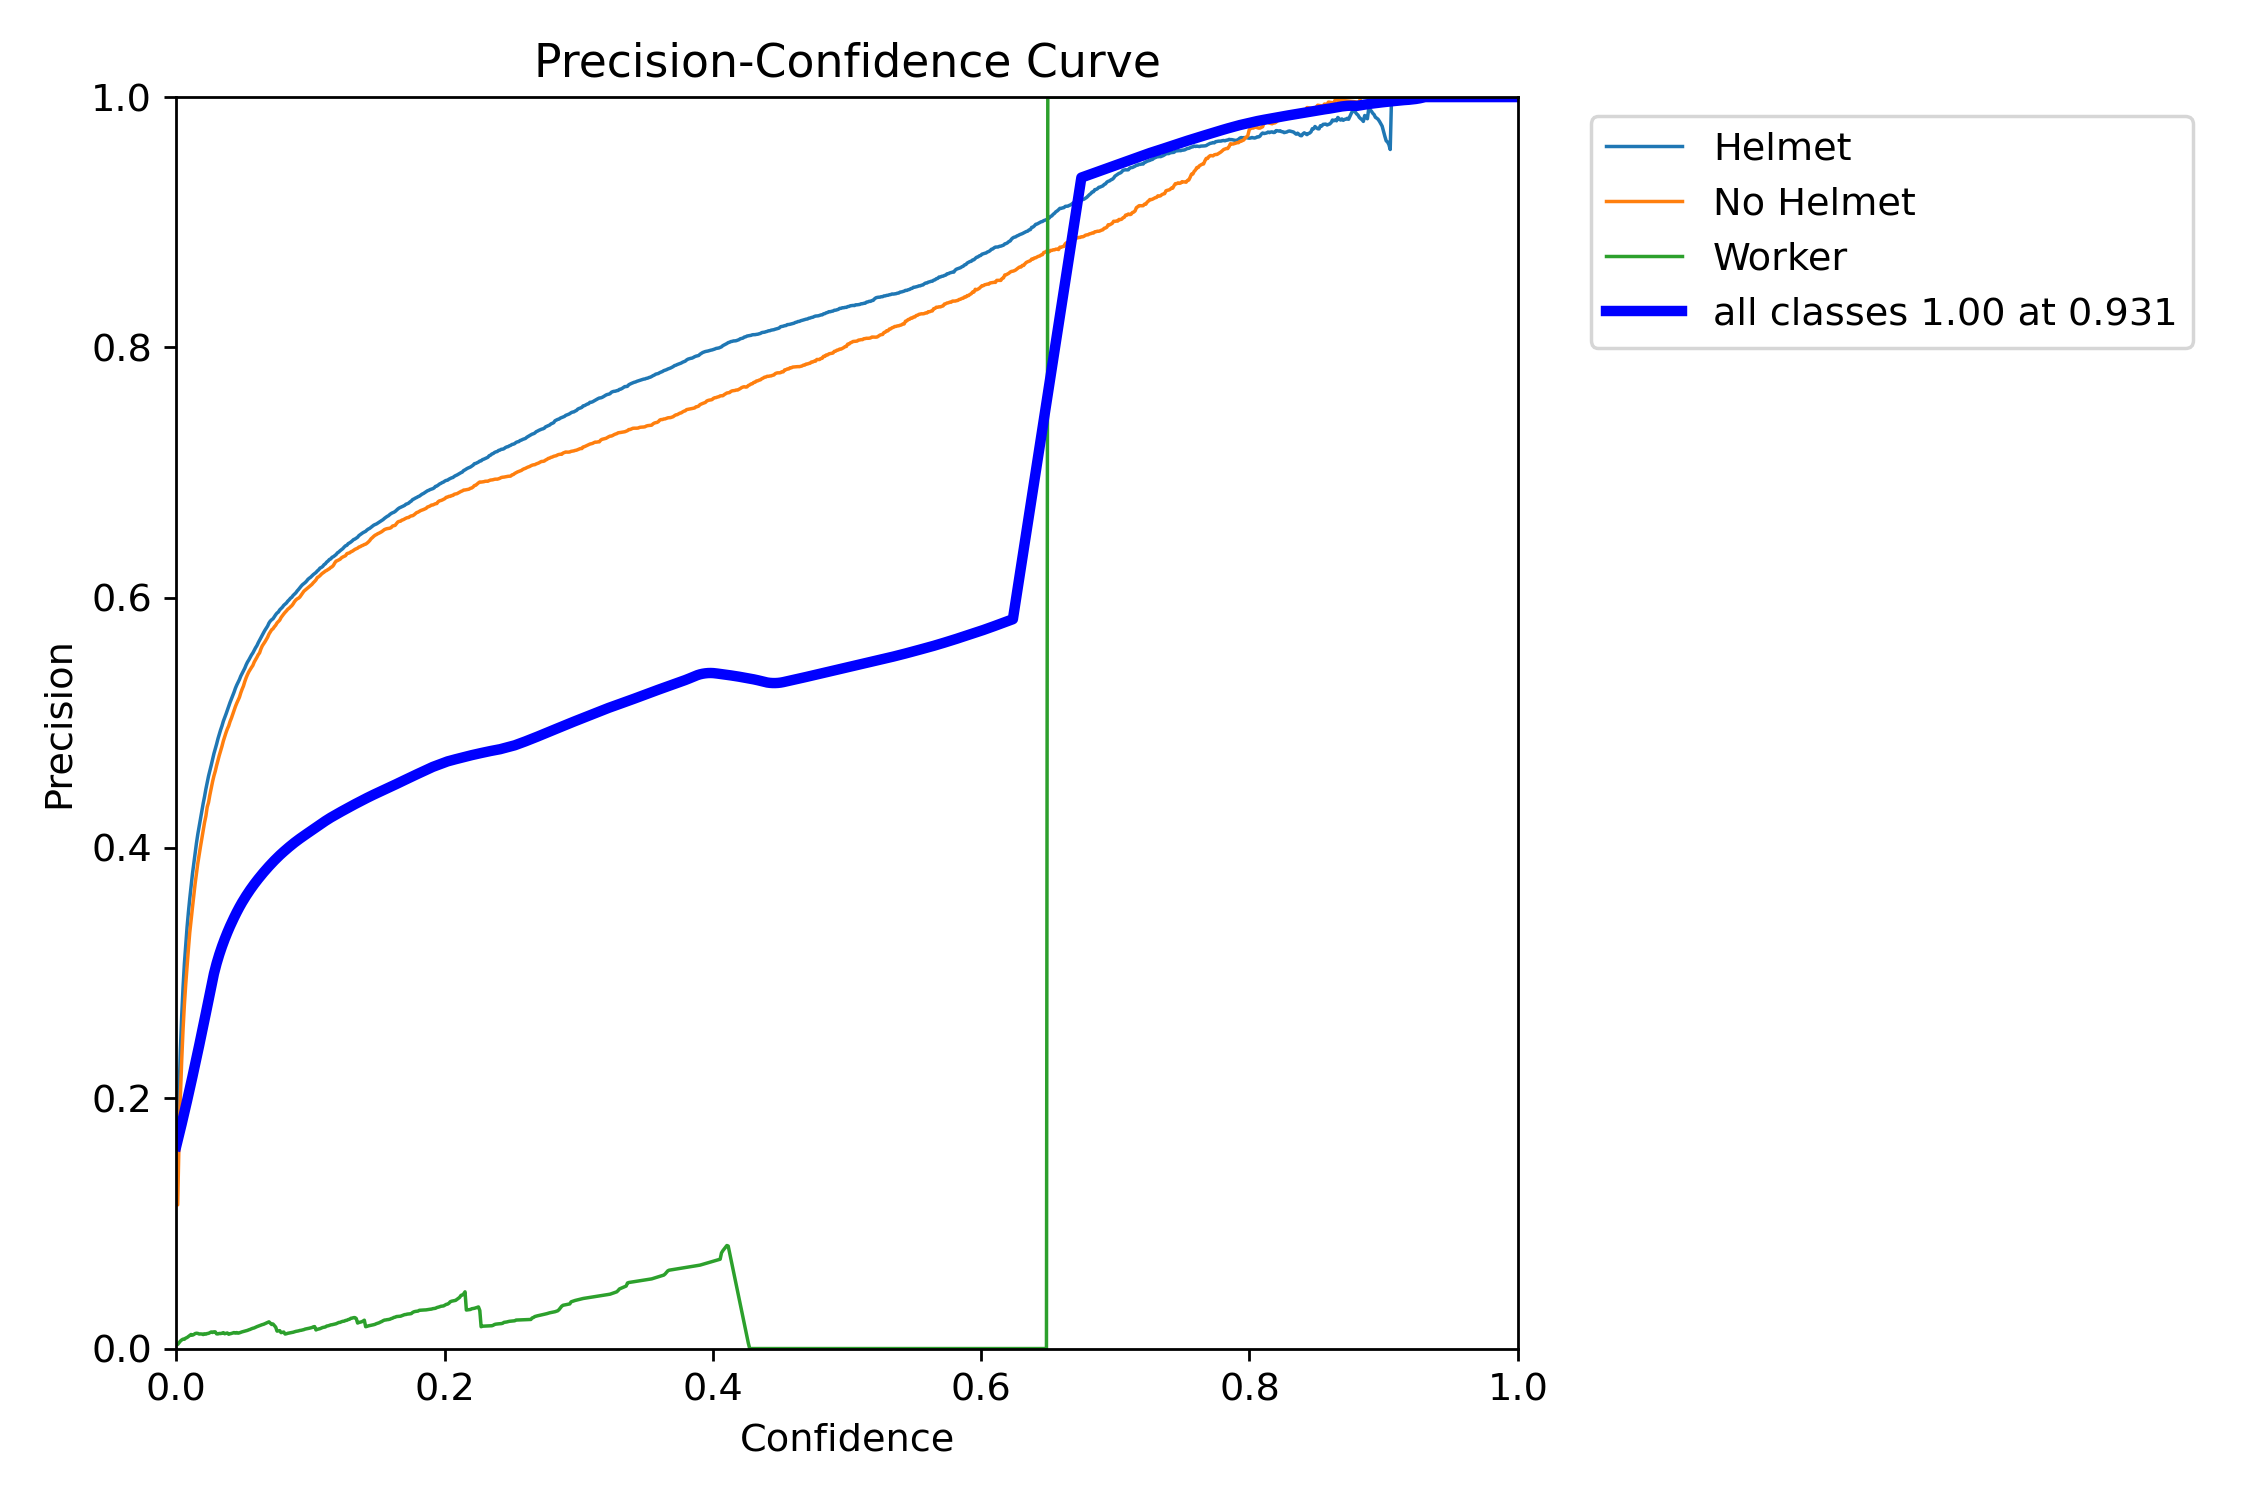 Precision-Confidence Curve
1.0
0.8
0.6
0.4
0.2
0.0
Precision
0.0 0.2 0.4 0.6 0.8 1.0
Confidence
Helmet
No Helmet
Worker
all classes 1.00 at 0.931